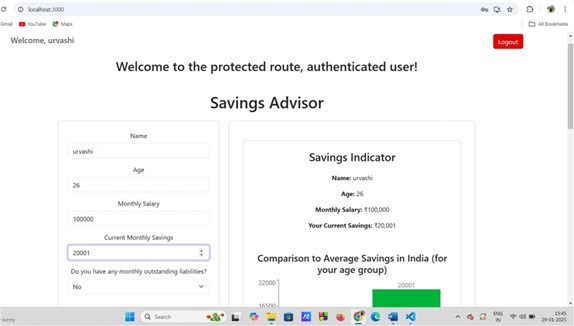 localhost:3000
Gmail YouTube Maps All Bookmarks
Welcome, urvashi Logout
Welcome to the protected route, authenticated user!
Savings Advisor
Name
urvashi
Age
26
Monthly Salary
100000
Current Monthly Savings
20001
Do you have any monthly outstanding liabilities?
No
Savings Indicator
Name: urvashi
Age: 26
Monthly Salary: ₹100,000
Your Current Savings: ₹20,001
Comparison to Average Savings in India (for
your age group)
22000
20001
16500
sunny
Search
ENG
IN
15:45
29-01-2025